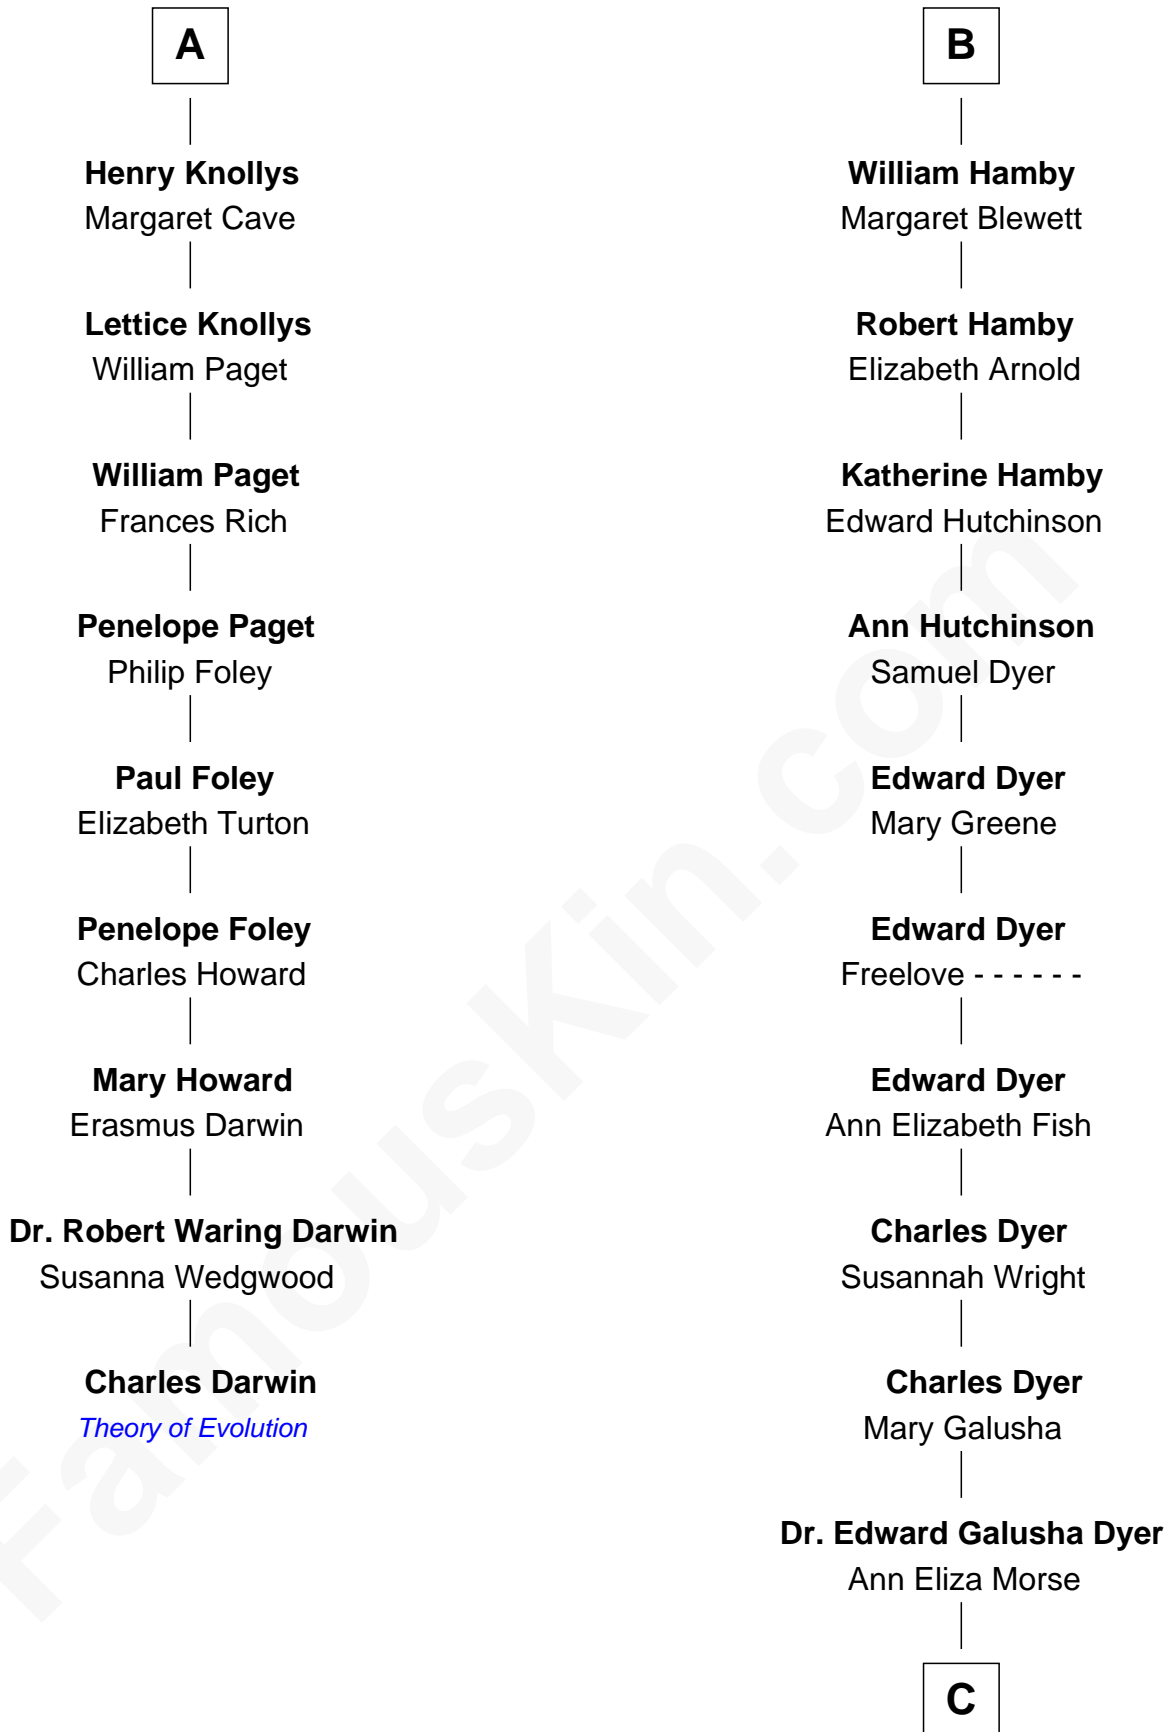 A
Henry Knollys
Margaret Cave
Lettice Knollys
William Paget
William Paget
Frances Rich
Penelope Paget
Philip Foley
Paul Foley
Elizabeth Turton
Penelope Foley
Charles Howard
Mary Howard
Erasmus Darwin
Dr. Robert Waring Darwin
Susanna Wedgwood
Charles Darwin
Theory of Evolution
B
William Hamby
Margaret Blewett
Robert Hamby
Elizabeth Arnold
Katherine Hamby
Edward Hutchinson
Ann Hutchinson
Samuel Dyer
Edward Dyer
Mary Greene
Edward Dyer
Freelove - - - - - -
Edward Dyer
Ann Elizabeth Fish
Charles Dyer
Susannah Wright
Charles Dyer
Mary Galusha
Dr. Edward Galusha Dyer
Ann Eliza Morse
C
FamousKin.com